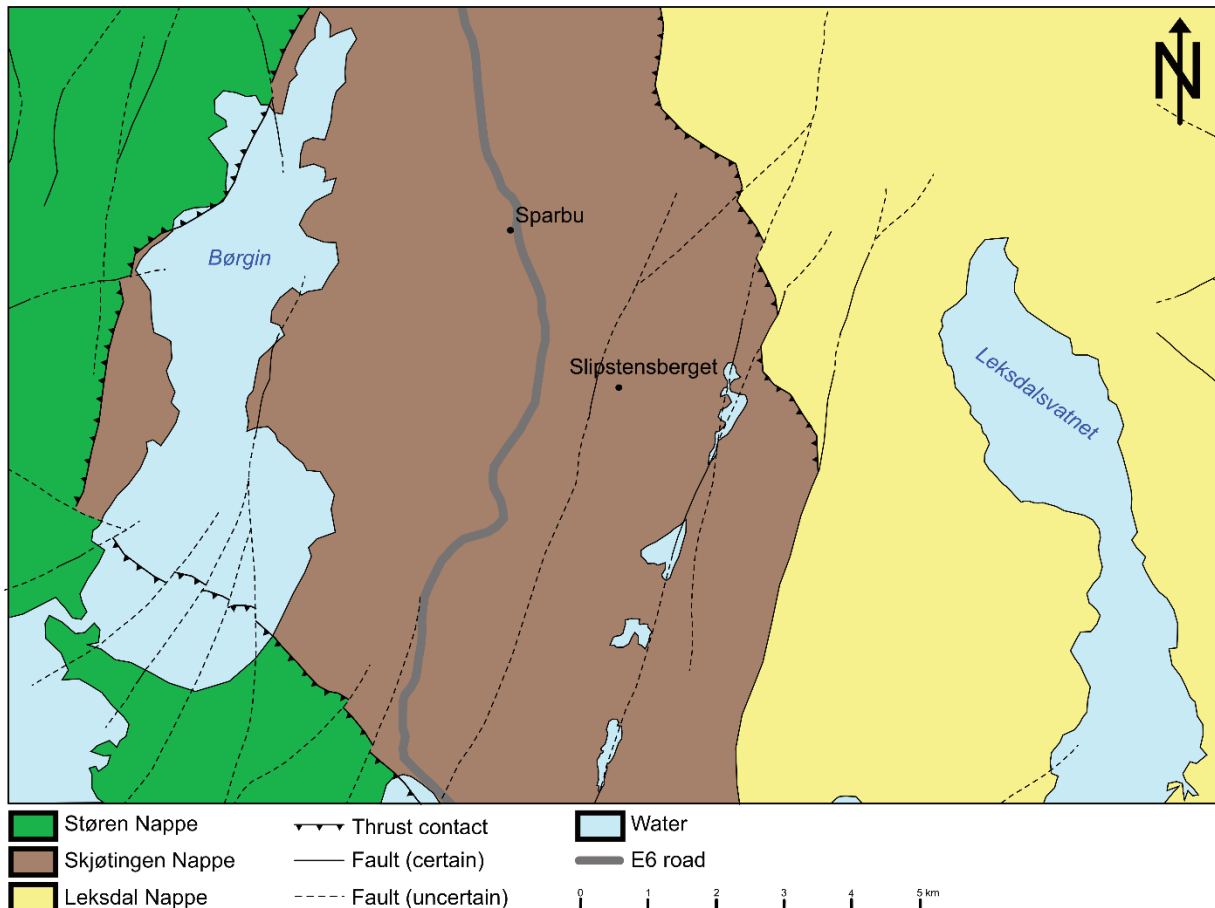 N
Sparbu
Børgin
Slipstensberget
Leksdalsvatnet
Støren Nappe
Thrust contact
Water
Skjøtingen Nappe
Fault (certain)
E6 road
Leksdal Nappe
Fault (uncertain)
0 1 2 3 4 5 km